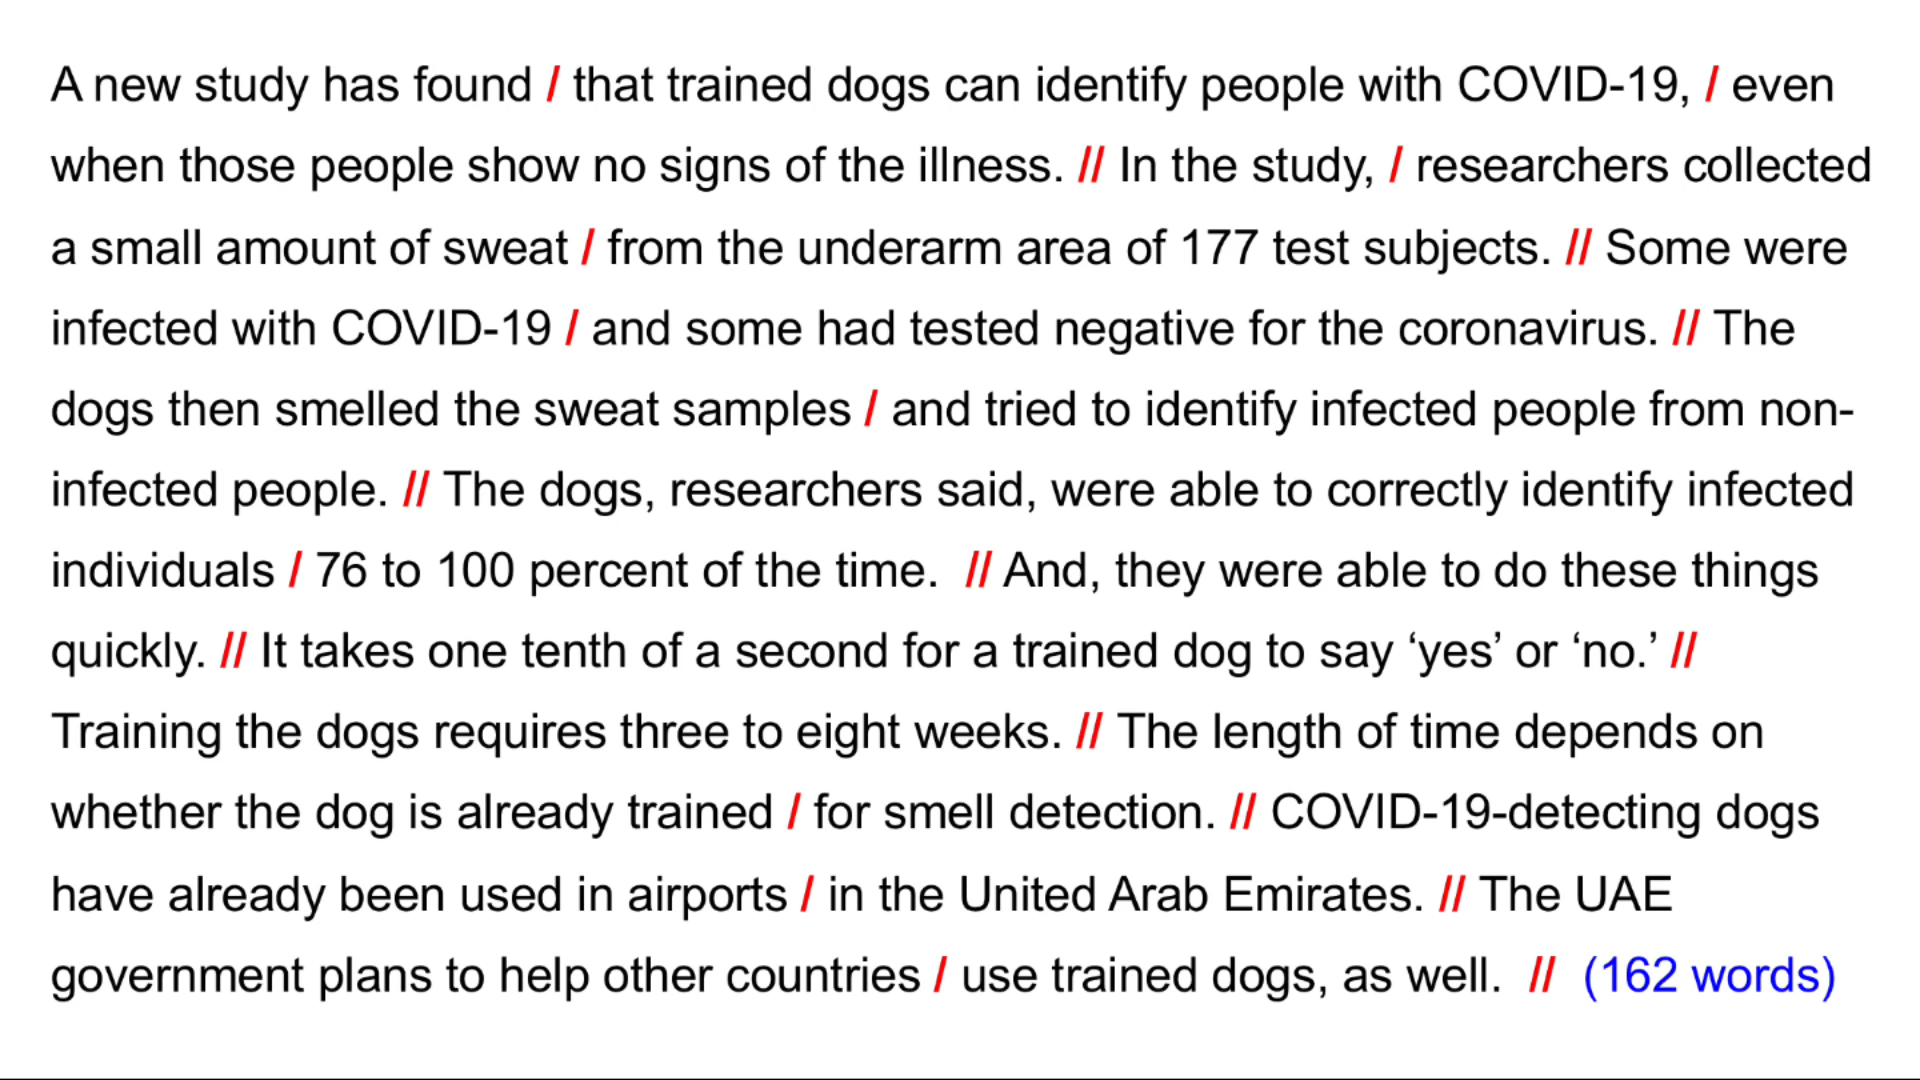 A new study has found / that trained dogs can identify people with COVID-19, / even
when those people show no signs of the illness. // In the study, / researchers collected
a small amount of sweat / from the underarm area of 177 test subjects. // Some were
infected with COVID-19 / and some had tested negative for the coronavirus. // The
dogs then smelled the sweat samples / and tried to identify infected people from non-
infected people. // The dogs, researchers said, were able to correctly identify infected
individuals / 76 to 100 percent of the time.  // And, they were able to do these things
quickly. // It takes one tenth of a second for a trained dog to say ‘yes’ or ‘no.’ //
Training the dogs requires three to eight weeks. // The length of time depends on
whether the dog is already trained / for smell detection. // COVID-19-detecting dogs
have already been used in airports / in the United Arab Emirates. // The UAE
government plans to help other countries / use trained dogs, as well.  // (162 words)